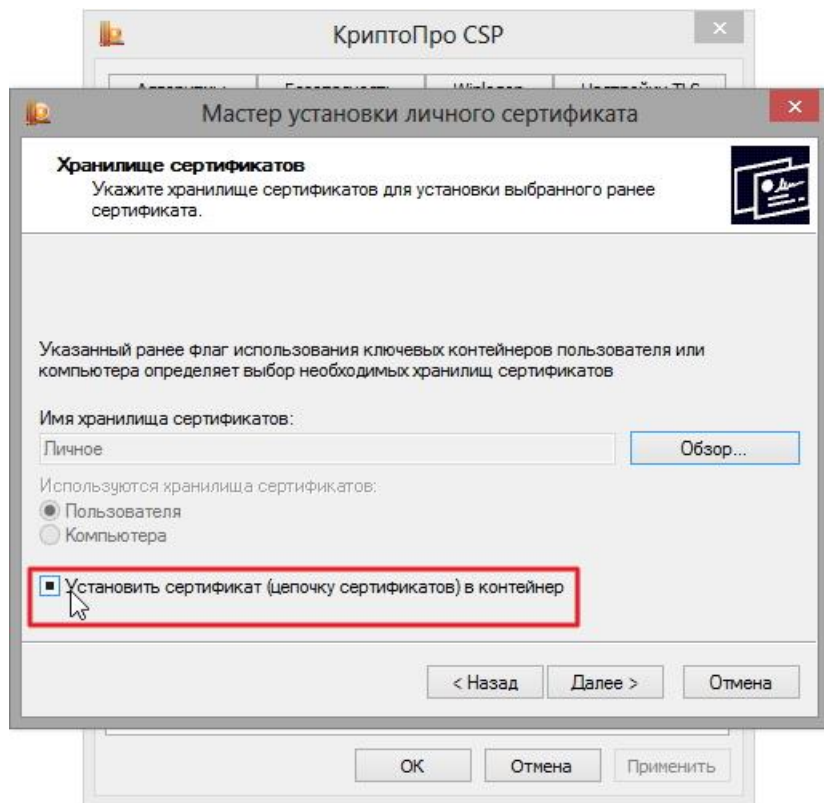 КриптоПро CSP
Мастер установки личного сертификата
Хранилище сертификатов
Укажите хранилище сертификатов для установки выбранного ранее
сертификата.
Указанный ранее флаг использования ключевых контейнеров пользователя или
компьютера определяет выбор необходимых хранилищ сертификатов
Имя хранилища сертификатов:
Личное
Обзор...
Используются хранилища сертификатов:
Пользователя
Компьютера
Установить сертификат (цепочку сертификатов) в контейнер
< Назад
Далее >
Отмена
ОК
Отмена
Применить